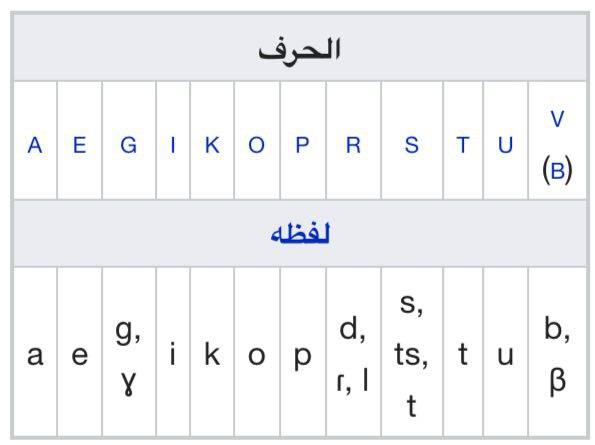 الحرف
A E G I K O P R S T U V (B)
لفظه
a e g, ɣ i k o p d, ɾ, l s, ts, t t u b, β